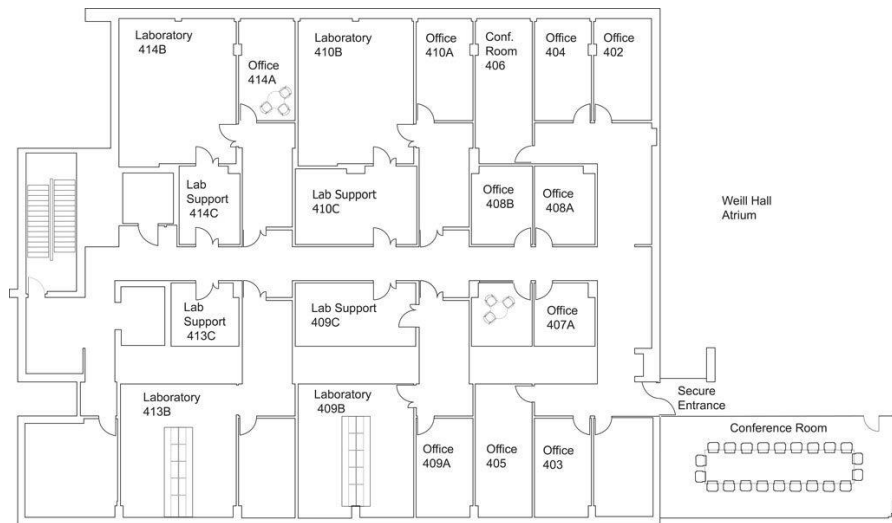 Laboratory
414B
Office
414A
Laboratory
410B
Office
410A
Conf.
Room
406
Office
404
Office
402
Lab
Support
414C
Lab Support
410C
Office
408B
Office
408A
Weill Hall
Atrium
Lab
Support
413C
Lab Support
409C
Office
407A
Laboratory
413B
Laboratory
409B
Office
409A
Office
405
Office
403
Secure
Entrance
Conference Room